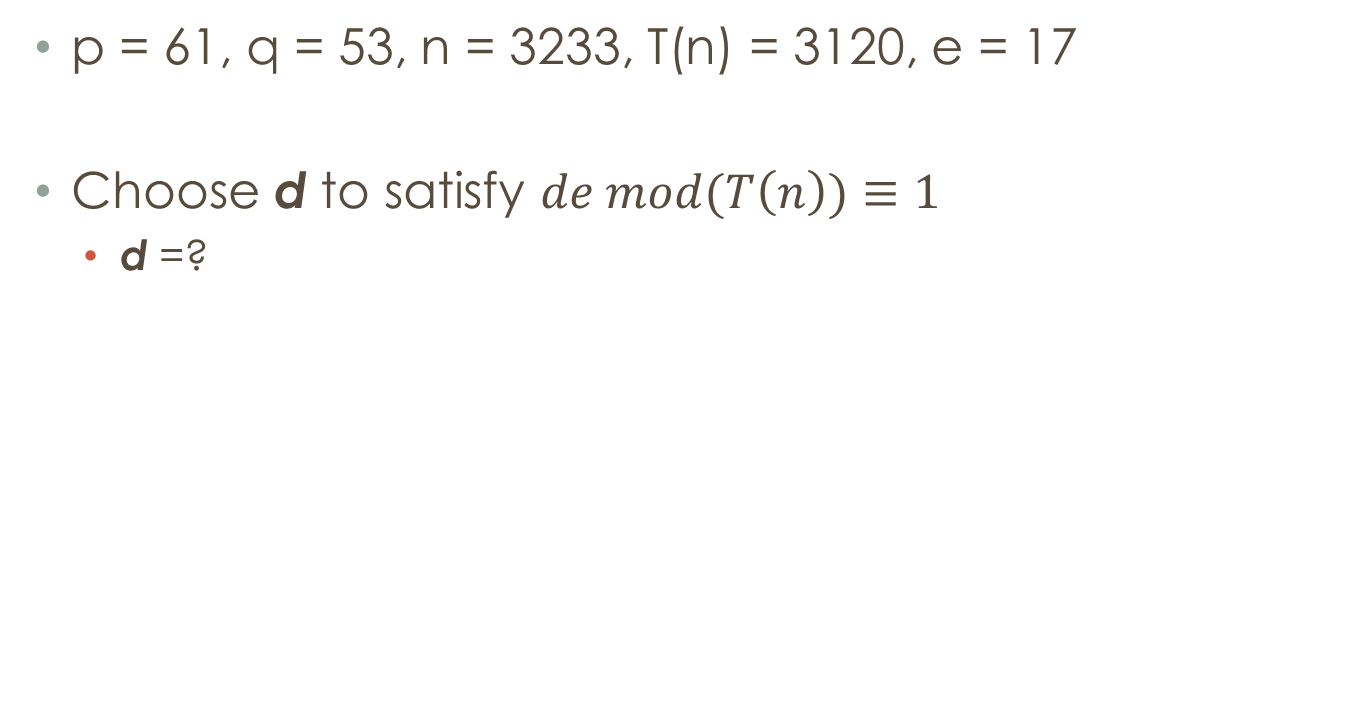 • p = 61, q = 53, n = 3233, T(n) = 3120, e = 17
• Choose d to satisfy 𝑑𝑒 𝑚𝑜𝑑(𝑇(𝑛)) ≡ 1
• d =?